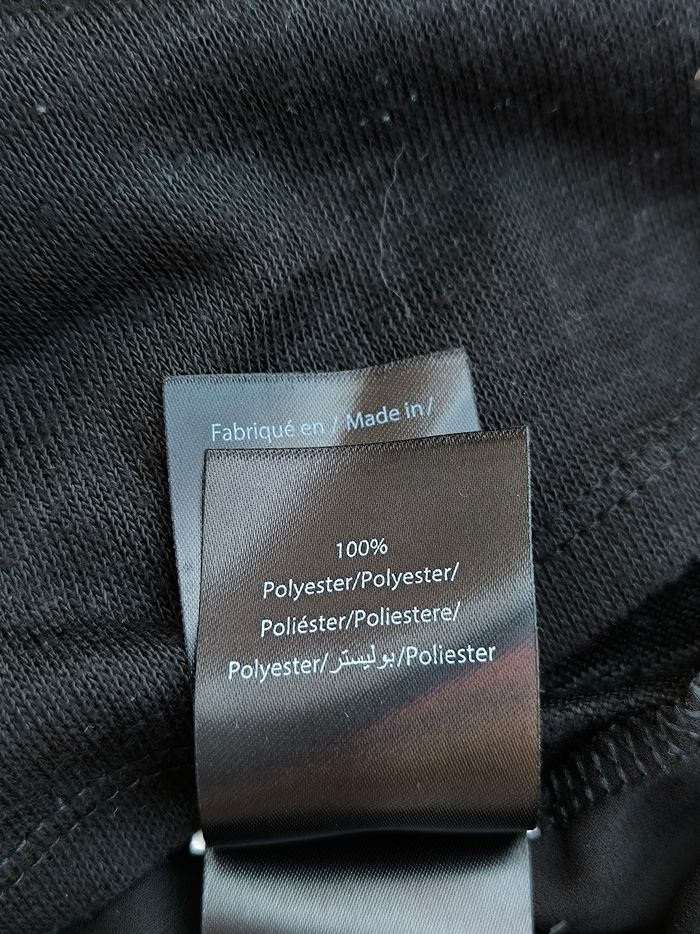 Fabriqué en / Made in /
100%
Polyester/Polyester/
Poliéster/Poliestere/
Polyester/بوليستر/Poliester